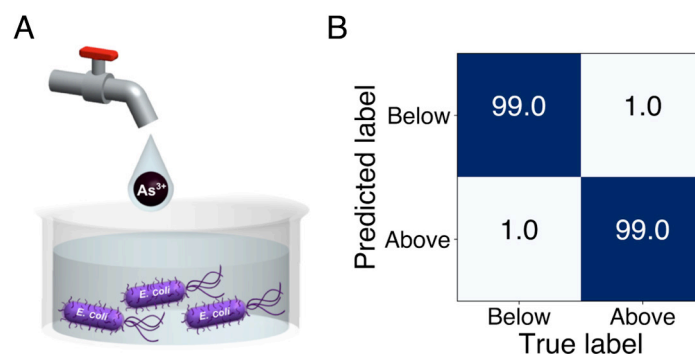 A
As³⁺
E. coli
E. coli
E. coli
B
Predicted label
Below
99.0
1.0
Above
1.0
99.0
Below
Above
True label